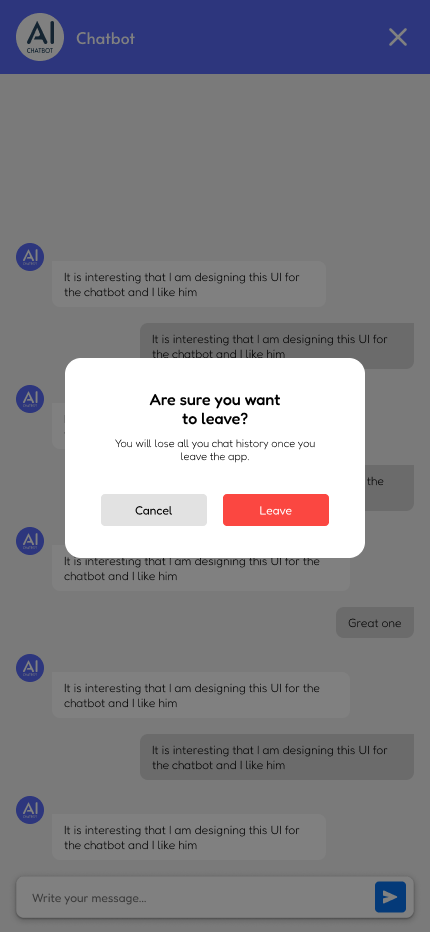 AI
CHATBOT
Chatbot
AI
It is interesting that I am designing this UI for
the chatbot and I like him
It is interesting that I am designing this UI for
the chatbot and I like him
AI
Are sure you want
to leave?
You will lose all you chat history once you
leave the app.
the
Cancel
Leave
AI
It is interesting that I am designing this UI for the
chatbot and I like him
Great one
AI
It is interesting that I am designing this UI for the
chatbot and I like him
It is interesting that I am designing this UI for
the chatbot and I like him
AI
It is interesting that I am designing this UI for
the chatbot and I like him
Write your message...